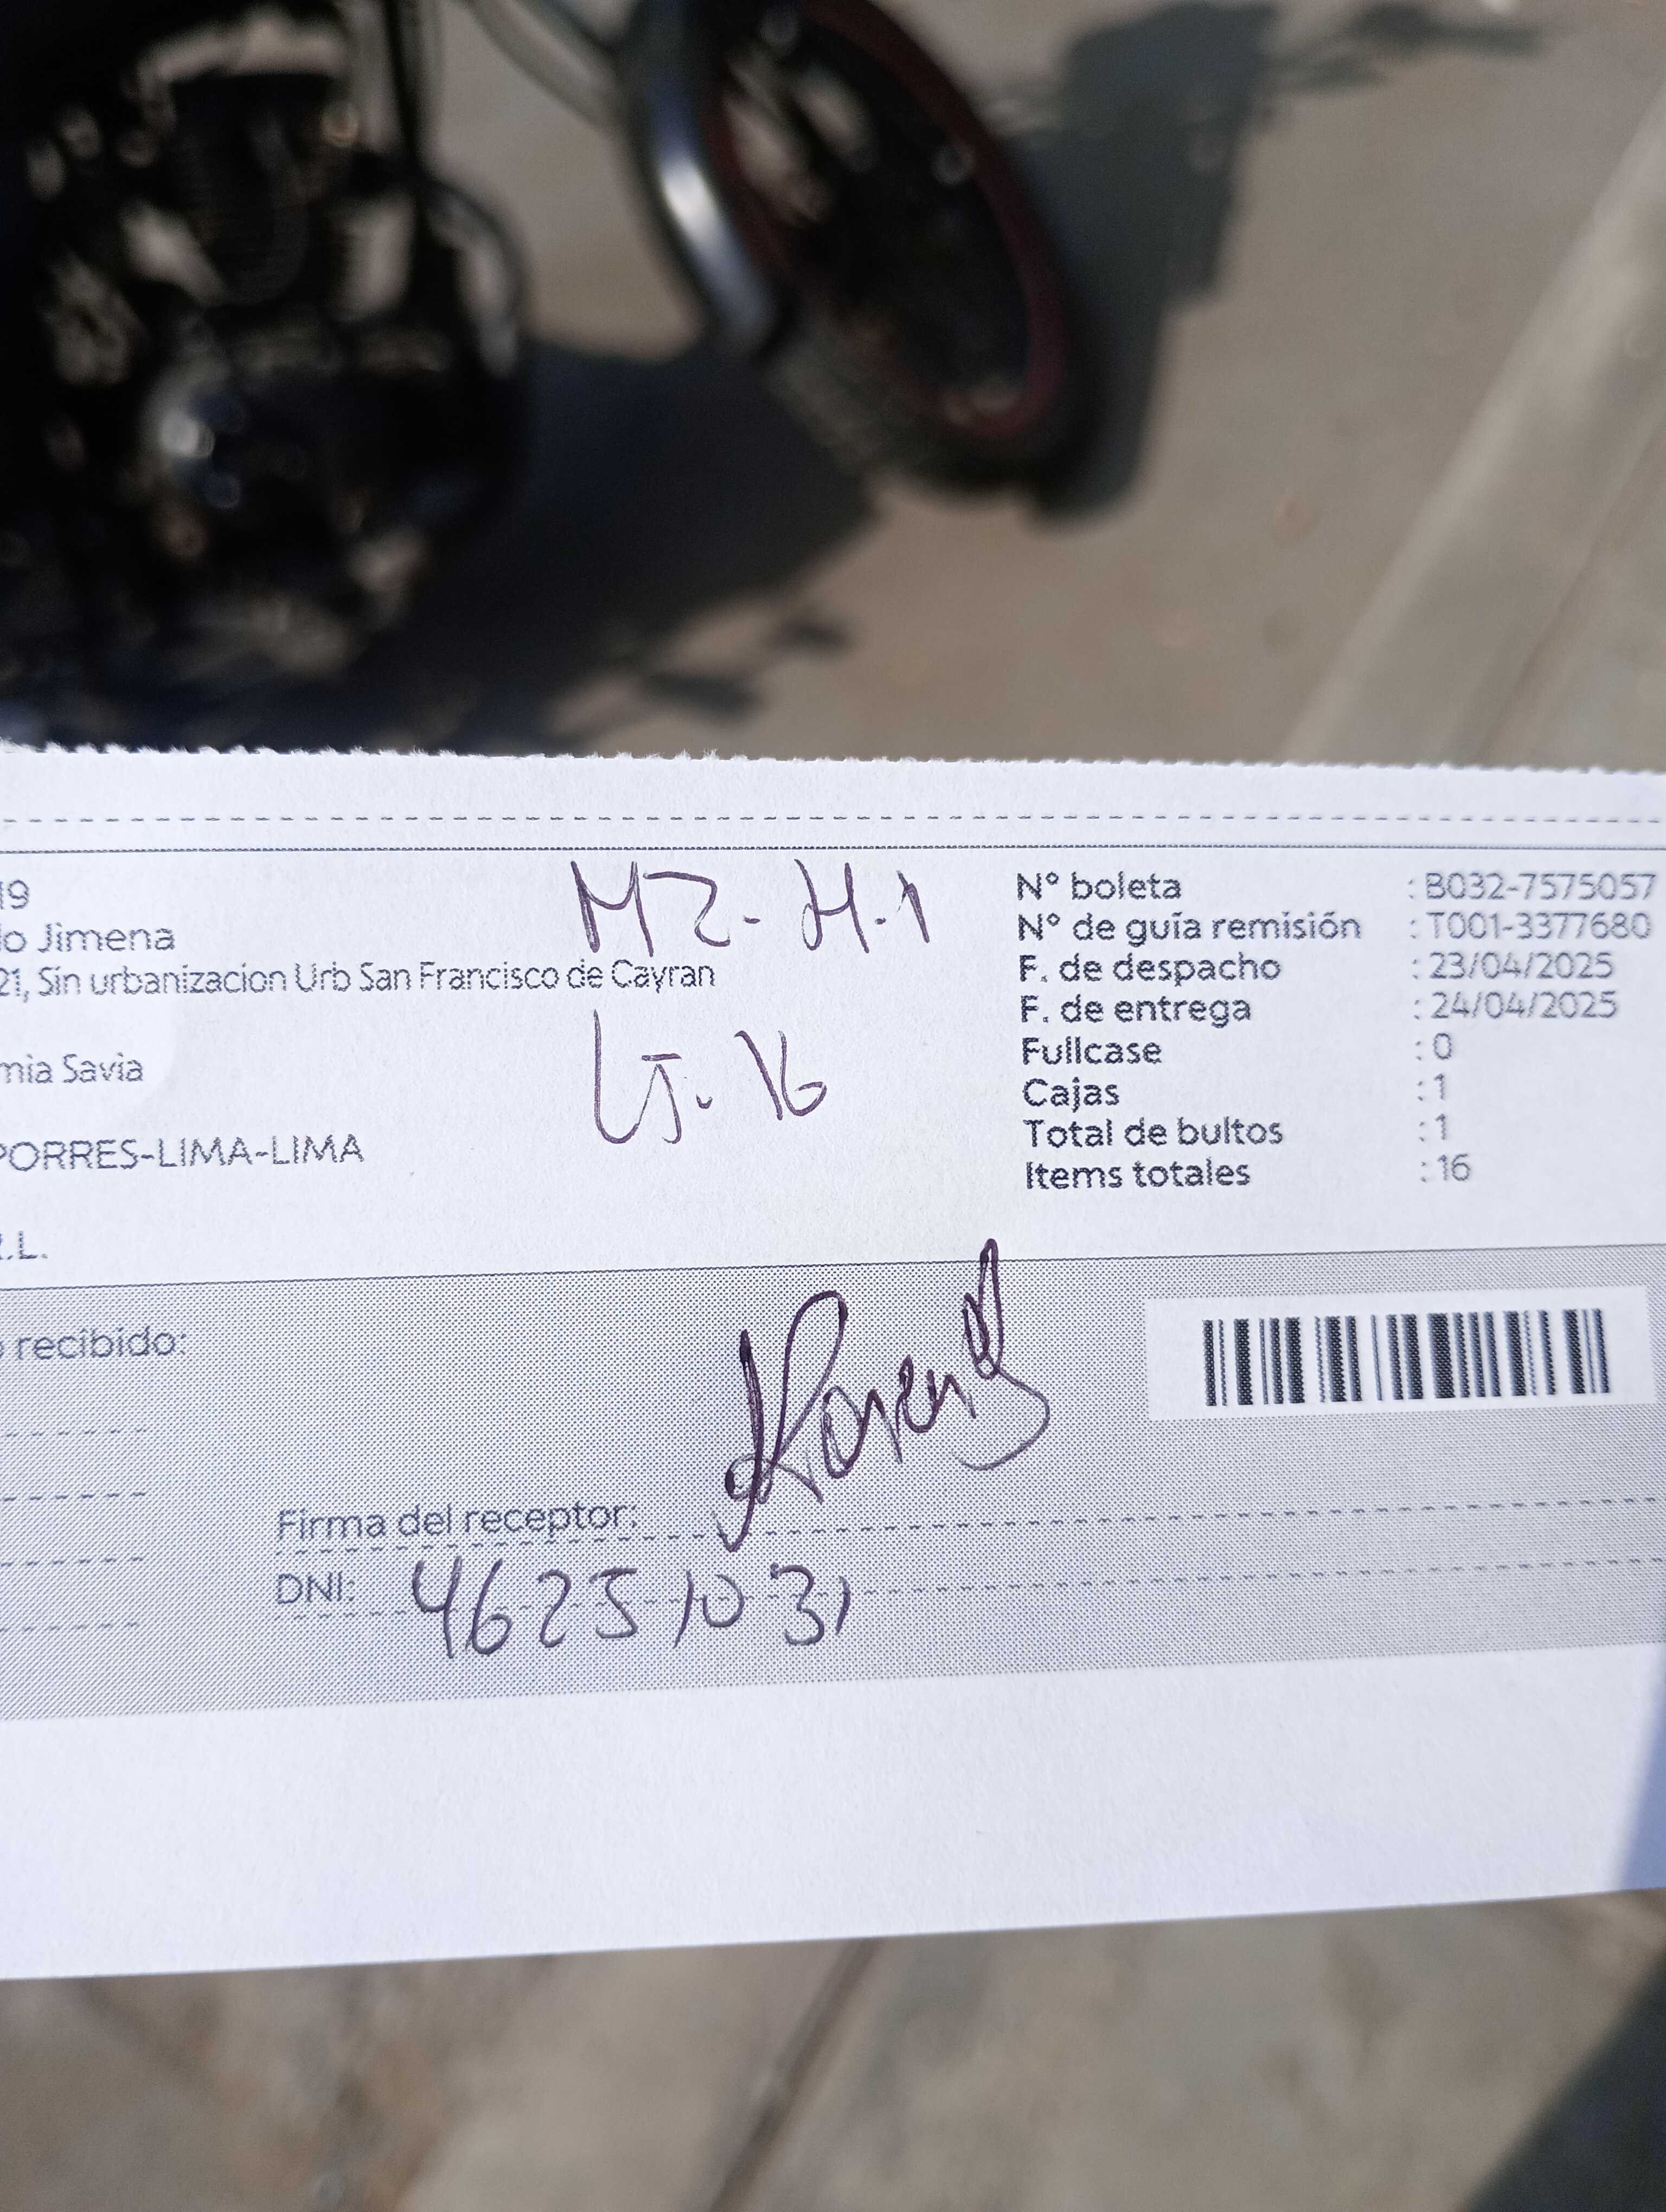 19
lo Jimena
21, Sin urbanizacion Urb San Francisco de Cayran
mia Savia
PORRES-LIMA-LIMA
R.L.
MZ-H-1
LT. 16
N° boleta : B032-7575057
N° de guía remisión : T001-3377680
F. de despacho : 23/04/2025
F. de entrega : 24/04/2025
Fullcase : 0
Cajas : 1
Total de bultos : 1
Items totales : 16
o recibido:
Firma del receptor:
DNI: 46251031